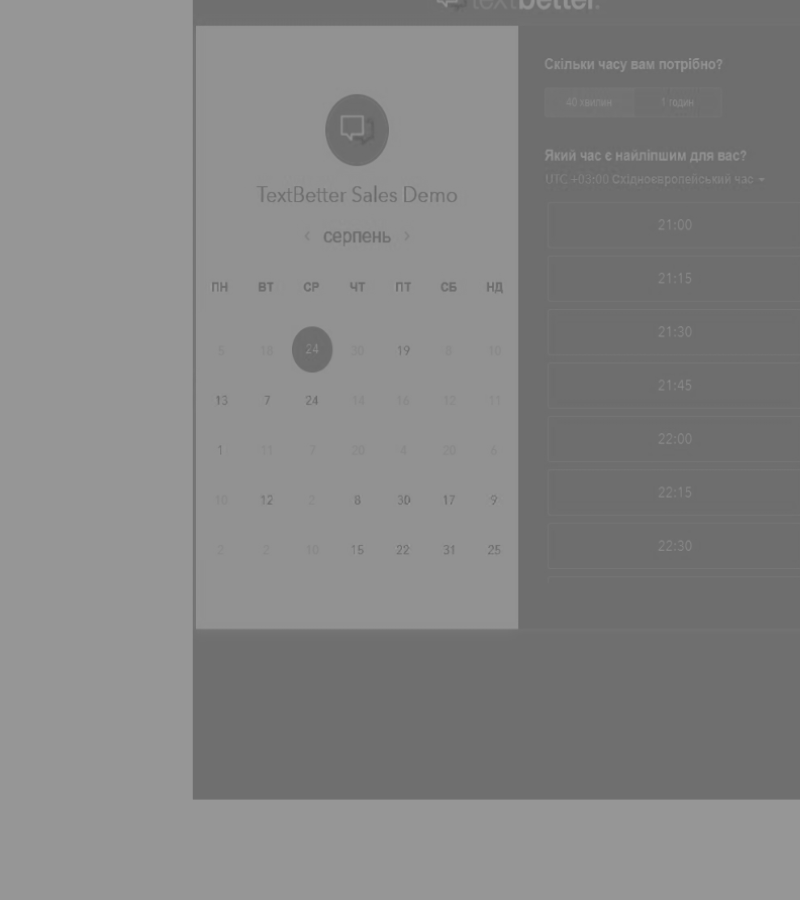 textbetter.
TextBetter Sales Demo
‹ серпень ›
ПН ВТ СР ЧТ ПТ СБ НД
5 18 24 30 19 8 10
13 7 24 14 16 12 11
1 11 7 20 4 30 6
10 12 2 8 30 17 9
2 2 10 15 22 31 25
Скільки часу вам потрібно?
40 хвилин 1 годин
Який час є найліпшим для вас?
UTC +03:00 Східноєвропейський час
21:00
21:15
21:30
21:45
22:00
22:15
22:30